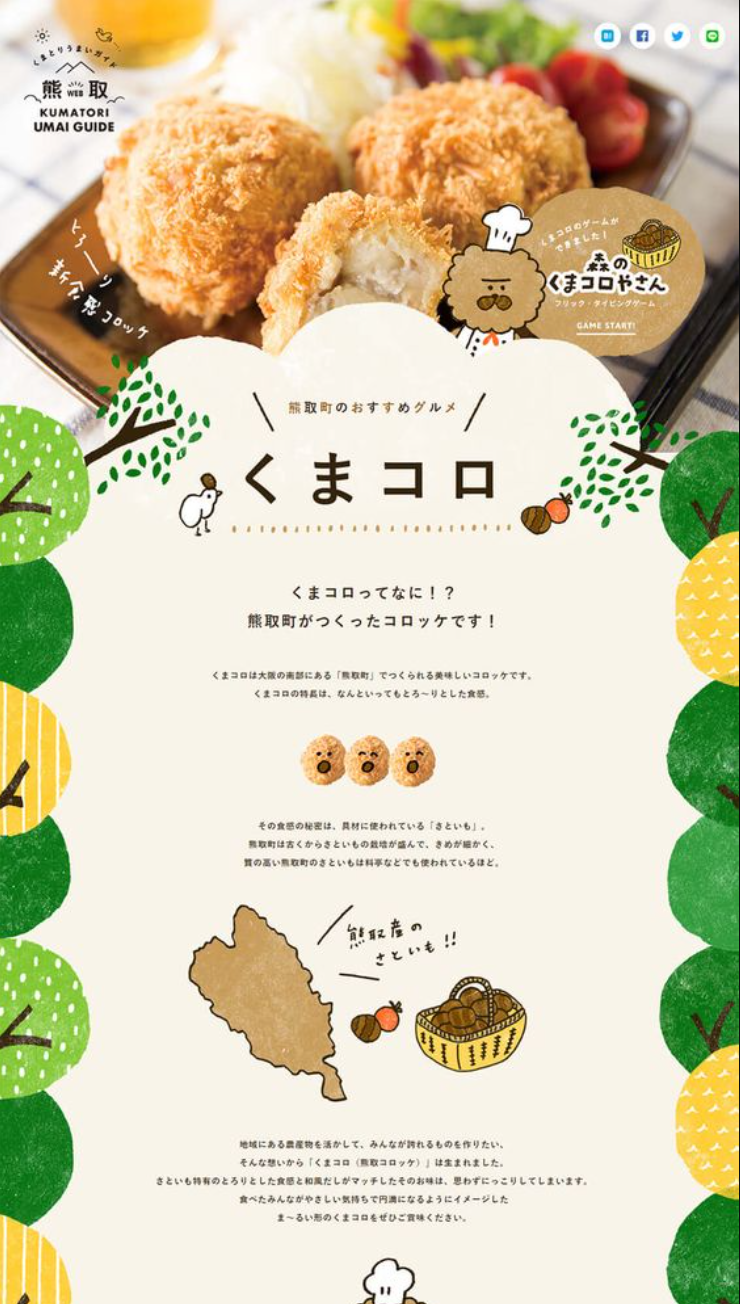 くまとりうまいガイド
熊 WEB 取
KUMATORI
UMAI GUIDE
B!
とろーり
新食感コロッケ
くまコロのゲームが
できました！
森の
くまコロやさん
フリック・タイピングゲーム
GAME START!
熊取町のおすすめグルメ
くまコロ
くまコロってなに！？
熊取町がつくったコロッケです！
くまコロは大阪の南部にある「熊取町」でつくられる美味しいコロッケです。
くまコロの特長は、なんといってもとろ〜りとした食感。
その食感の秘密は、具材に使われている「さといも」。
熊取町は古くからさといもの栽培が盛んで、きめが細かく、
質の高い熊取町のさといもは料亭などでも使われているほど。
熊取産の
さといも!!
地域にある農産物を活かして、みんなが誇れるものを作りたい、
そんな想いから「くまコロ（熊取コロッケ）」は生まれました。
さといも特有のとろりとした食感と和風だしがマッチしたそのお味は、思わずにっこりしてしまいます。
食べたみんながやさしい気持ちで円満になるようにイメージした
ま〜るい形のくまコロをぜひご賞味ください。